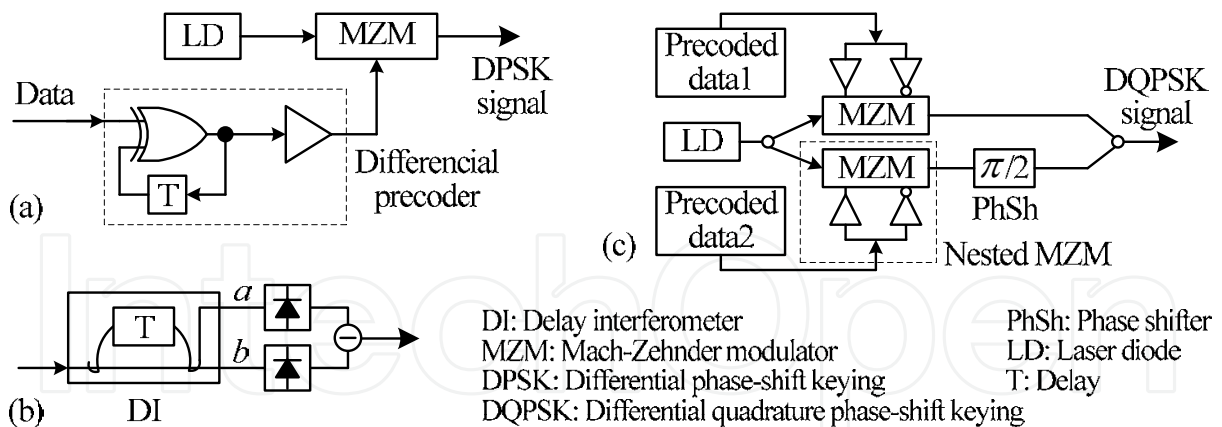 LD
MZM
DPSK
signal
Data
T
Differencial
precoder
(a)
Precoded
data1
MZM
DQPSK
signal
LD
MZM
π/2
PhSh
Precoded
data2
(c)
Nested MZM
a
T
b
(b)
DI
DI: Delay interferometer
MZM: Mach-Zehnder modulator
DPSK: Differential phase-shift keying
DQPSK: Differential quadrature phase-shift keying
PhSh: Phase shifter
LD: Laser diode
T: Delay
IntechOpen